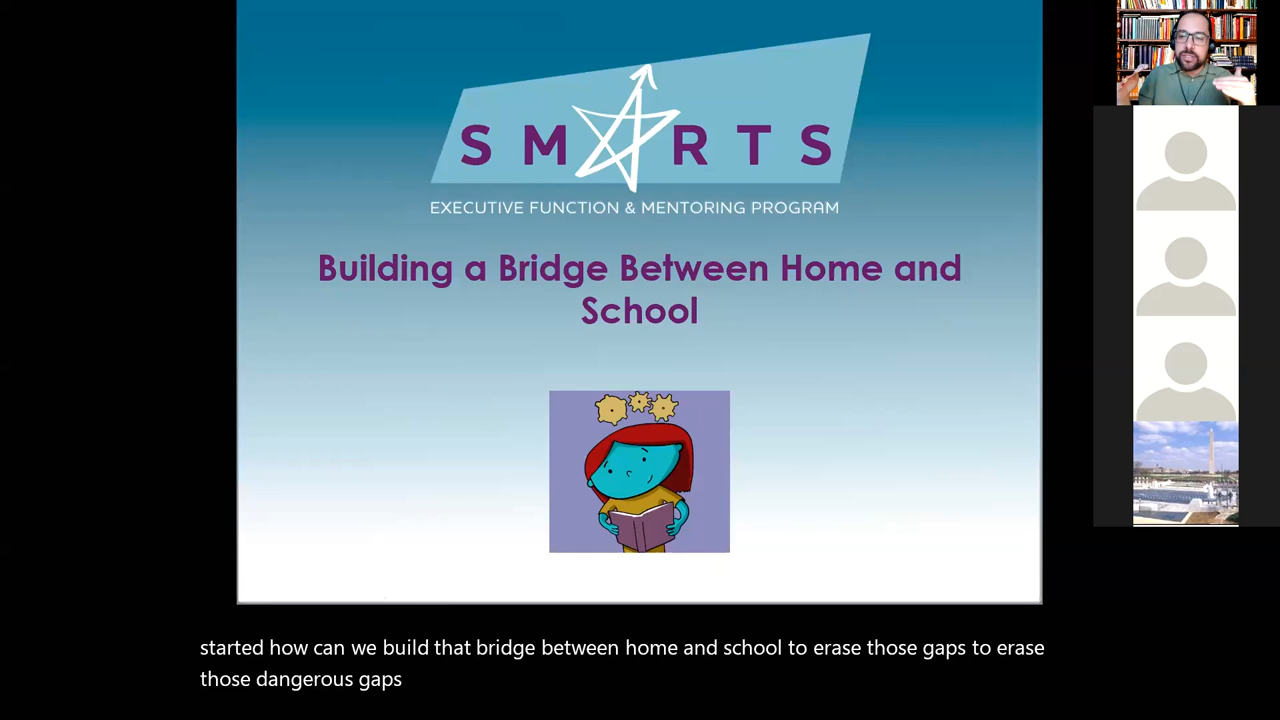 SMARTS
EXECUTIVE FUNCTION & MENTORING PROGRAM
Building a Bridge Between Home and
School
started how can we build that bridge between home and school to erase those gaps to erase
those dangerous gaps